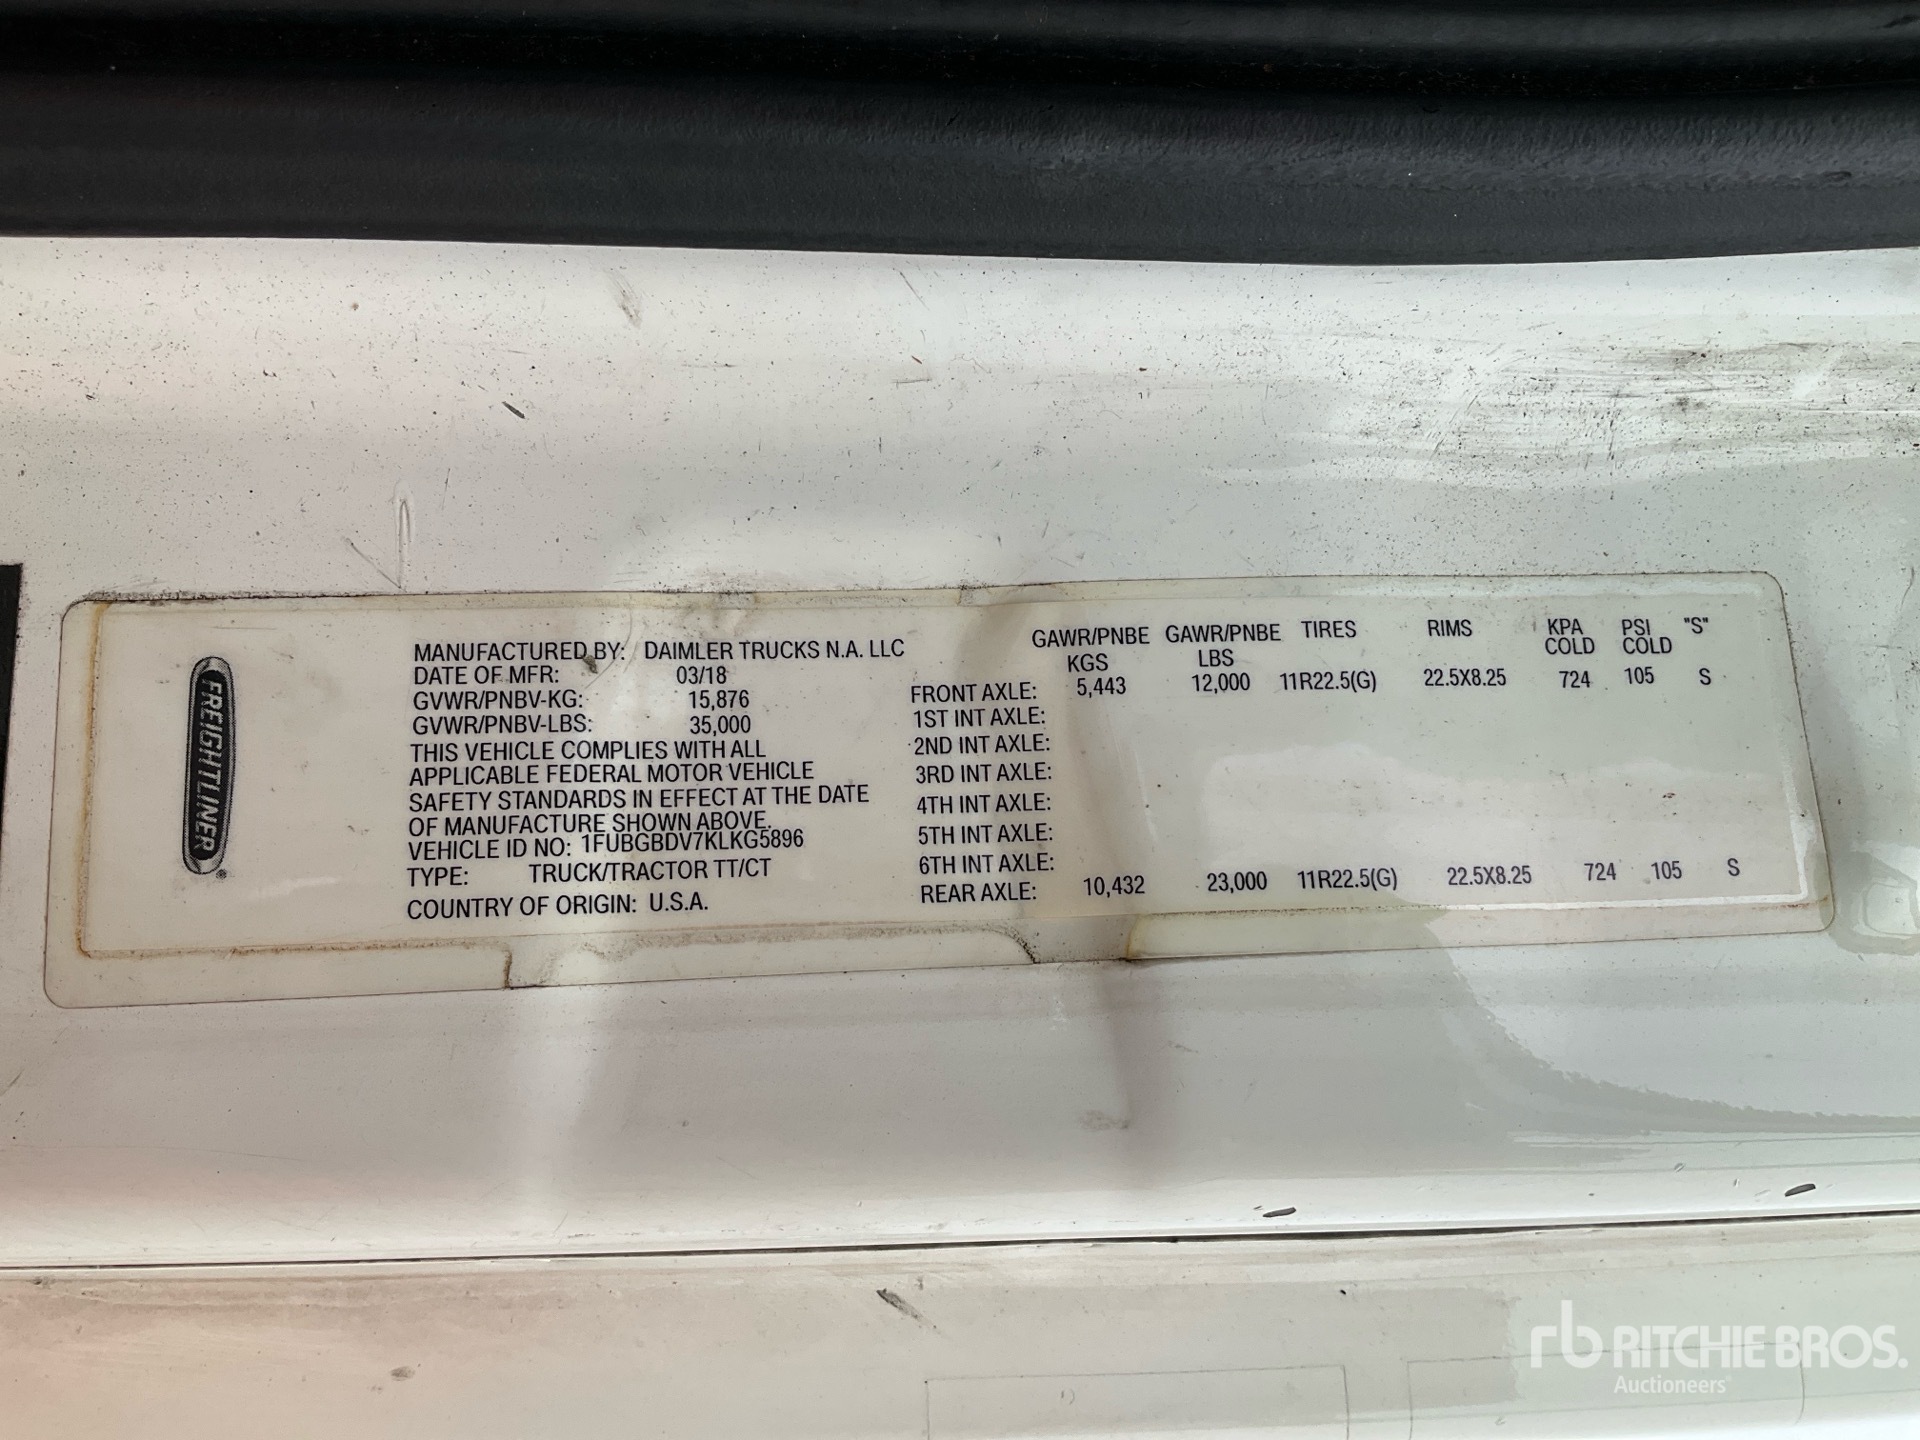 FREIGHTLINER®
MANUFACTURED BY: DAIMLER TRUCKS N.A. LLC
DATE OF MFR: 03/18
GVWR/PNBV-KG: 15,876
GVWR/PNBV-LBS: 35,000
THIS VEHICLE COMPLIES WITH ALL
APPLICABLE FEDERAL MOTOR VEHICLE
SAFETY STANDARDS IN EFFECT AT THE DATE
OF MANUFACTURE SHOWN ABOVE.
VEHICLE ID NO: 1FUBGBDV7KLKG5896
TYPE: TRUCK/TRACTOR TT/CT
COUNTRY OF ORIGIN: U.S.A.
GAWR/PNBE GAWR/PNBE TIRES RIMS KPA PSI "S"
KGS LBS COLD COLD
FRONT AXLE: 5,443 12,000 11R22.5(G) 22.5X8.25 724 105 S
1ST INT AXLE:
2ND INT AXLE:
3RD INT AXLE:
4TH INT AXLE:
5TH INT AXLE:
6TH INT AXLE:
REAR AXLE: 10,432 23,000 11R22.5(G) 22.5X8.25 724 105 S
rb RITCHIE BROS.
Auctioneers